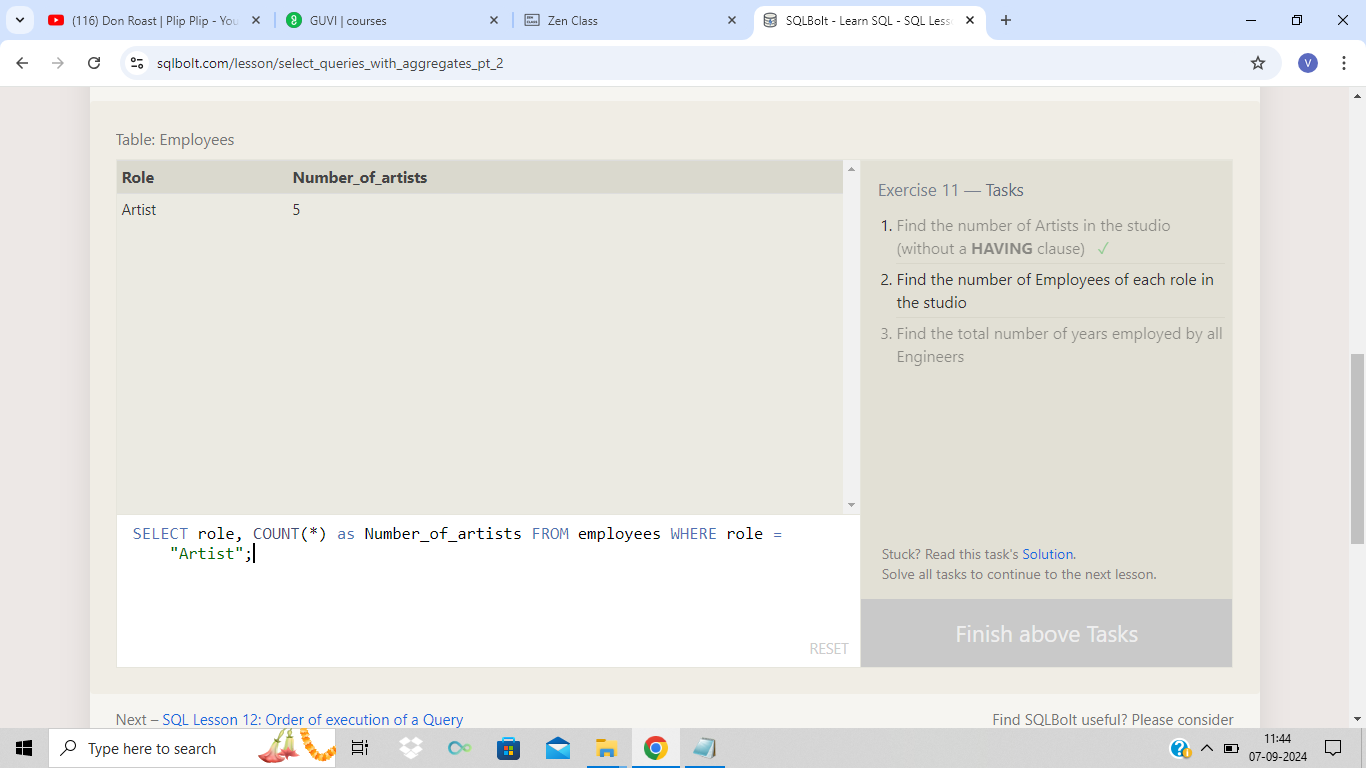 (116) Don Roast | Plip Plip - You
GUVI | courses
Zen Class
SQLBolt - Learn SQL - SQL Less
sqlbolt.com/lesson/select_queries_with_aggregates_pt_2
V
Table: Employees
Role Number_of_artists
Artist 5
Exercise 11 — Tasks
1. Find the number of Artists in the studio
(without a HAVING clause) ✓
2. Find the number of Employees of each role in
the studio
3. Find the total number of years employed by all
Engineers
SELECT role, COUNT(*) as Number_of_artists FROM employees WHERE role =
"Artist";
RESET
Stuck? Read this task's Solution.
Solve all tasks to continue to the next lesson.
Finish above Tasks
Next – SQL Lesson 12: Order of execution of a Query
Find SQLBolt useful? Please consider
Type here to search
11:44
07-09-2024